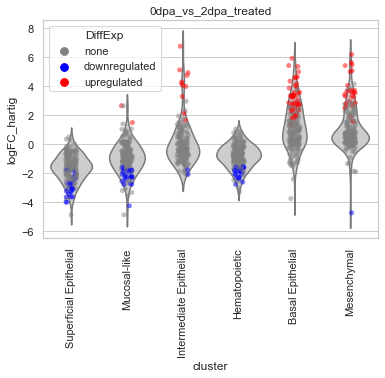 0dpa_vs_2dpa_treated
DiffExp
none
downregulated
upregulated
logFC_hartig
8
6
4
2
0
−2
−4
−6
Superficial Epithelial
Mucosal-like
Intermediate Epithelial
Hematopoietic
Basal Epithelial
Mesenchymal
cluster